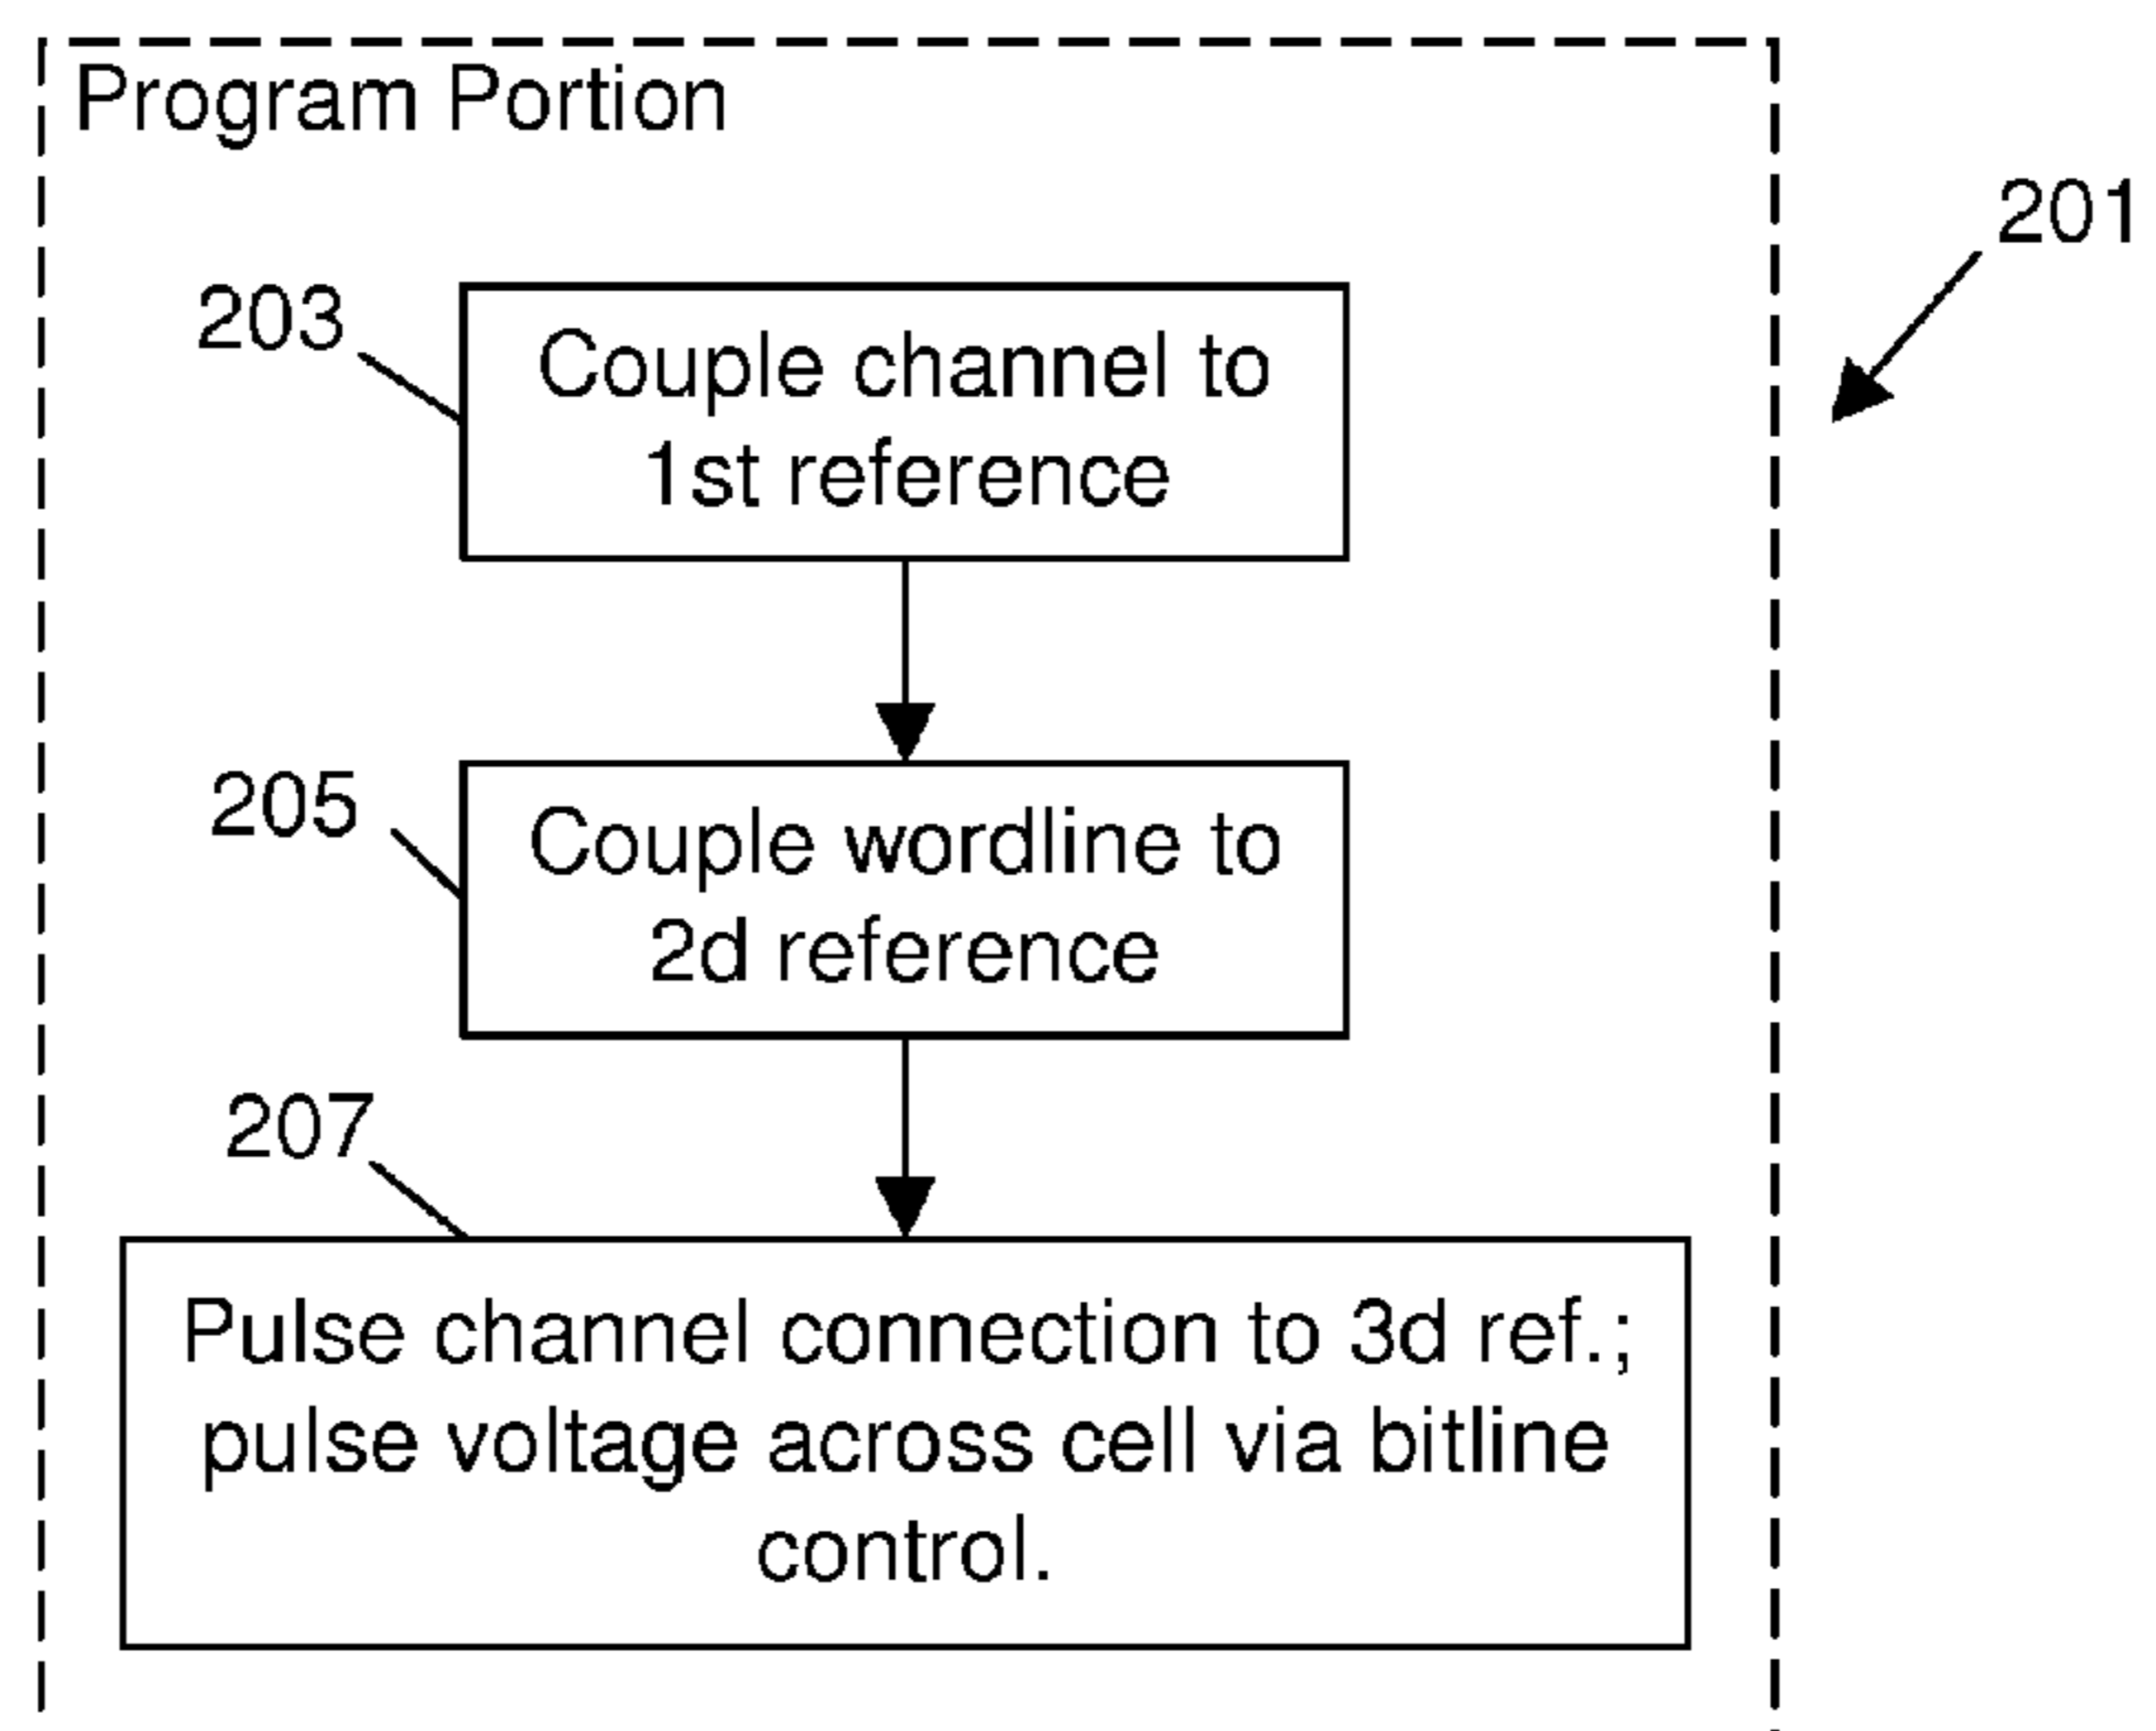 Program Portion
201
203
Couple channel to
1st reference
205
Couple wordline to
2d reference
207
Pulse channel connection to 3d ref.;
pulse voltage across cell via bitline
control.